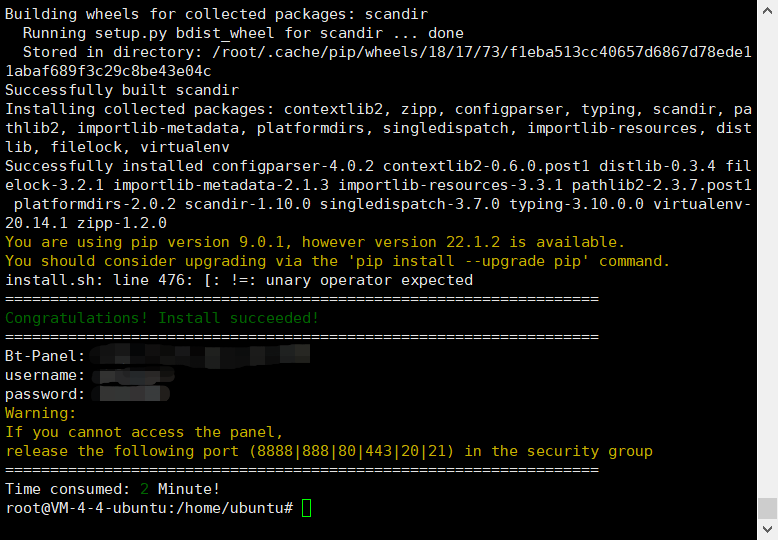 Building wheels for collected packages: scandir
  Running setup.py bdist_wheel for scandir ... done
  Stored in directory: /root/.cache/pip/wheels/18/17/73/f1eba513cc40657d6867d78ede1
1abaf689f3c29c8be43e04c
Successfully built scandir
Installing collected packages: contextlib2, zipp, configparser, typing, scandir, pa
thlib2, importlib-metadata, platformdirs, singledispatch, importlib-resources, dist
lib, filelock, virtualenv
Successfully installed configparser-4.0.2 contextlib2-0.6.0.post1 distlib-0.3.4 fil
elock-3.2.1 importlib-metadata-2.1.3 importlib-resources-3.3.1 pathlib2-2.3.7.post1
 platformdirs-2.0.2 scandir-1.10.0 singledispatch-3.7.0 typing-3.10.0.0 virtualenv-
20.14.1 zipp-1.2.0
You are using pip version 9.0.1, however version 22.1.2 is available.
You should consider upgrading via the 'pip install --upgrade pip' command.
install.sh: line 476: [: !=: unary operator expected
==================================================================
Congratulations! Install succeeded!
==================================================================
Bt-Panel:
username:
password:
Warning:
If you cannot access the panel,
release the following port (8888|888|80|443|20|21) in the security group
==================================================================
Time consumed: 2 Minute!
root@VM-4-4-ubuntu:/home/ubuntu#